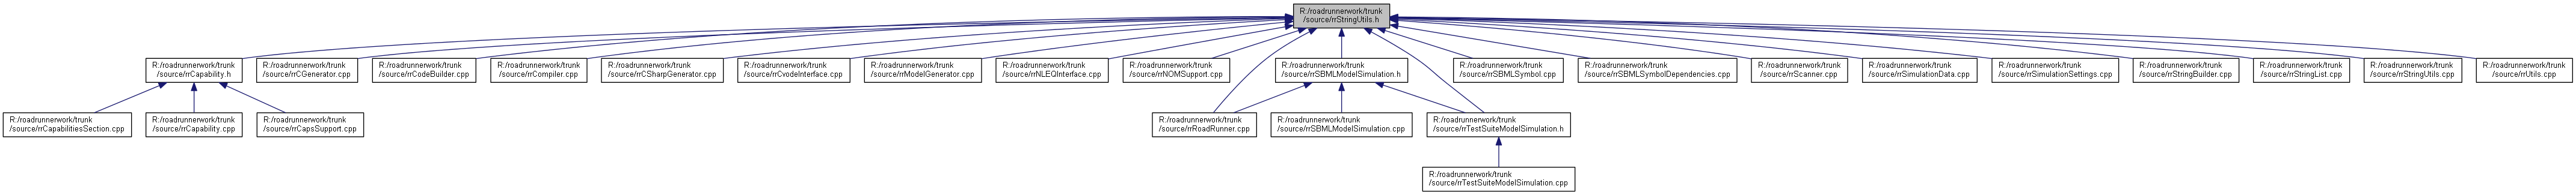 R:/roadrunnerwork/trunk
/source/rrStringUtils.h
R:/roadrunnerwork/trunk
/source/rrCapability.h
R:/roadrunnerwork/trunk
/source/rrCGenerator.cpp
R:/roadrunnerwork/trunk
/source/rrCodeBuilder.cpp
R:/roadrunnerwork/trunk
/source/rrCompiler.cpp
R:/roadrunnerwork/trunk
/source/rrCSharpGenerator.cpp
R:/roadrunnerwork/trunk
/source/rrCvodeInterface.cpp
R:/roadrunnerwork/trunk
/source/rrModelGenerator.cpp
R:/roadrunnerwork/trunk
/source/rrNLEQInterface.cpp
R:/roadrunnerwork/trunk
/source/rrNOMSupport.cpp
R:/roadrunnerwork/trunk
/source/rrSBMLModelSimulation.h
R:/roadrunnerwork/trunk
/source/rrSBMLSymbol.cpp
R:/roadrunnerwork/trunk
/source/rrSBMLSymbolDependencies.cpp
R:/roadrunnerwork/trunk
/source/rrScanner.cpp
R:/roadrunnerwork/trunk
/source/rrSimulationData.cpp
R:/roadrunnerwork/trunk
/source/rrSimulationSettings.cpp
R:/roadrunnerwork/trunk
/source/rrStringBuilder.cpp
R:/roadrunnerwork/trunk
/source/rrStringList.cpp
R:/roadrunnerwork/trunk
/source/rrStringUtils.cpp
R:/roadrunnerwork/trunk
/source/rrUtils.cpp
R:/roadrunnerwork/trunk
/source/rrCapabilitiesSection.cpp
R:/roadrunnerwork/trunk
/source/rrCapability.cpp
R:/roadrunnerwork/trunk
/source/rrCapsSupport.cpp
R:/roadrunnerwork/trunk
/source/rrRoadRunner.cpp
R:/roadrunnerwork/trunk
/source/rrSBMLModelSimulation.cpp
R:/roadrunnerwork/trunk
/source/rrTestSuiteModelSimulation.h
R:/roadrunnerwork/trunk
/source/rrTestSuiteModelSimulation.cpp